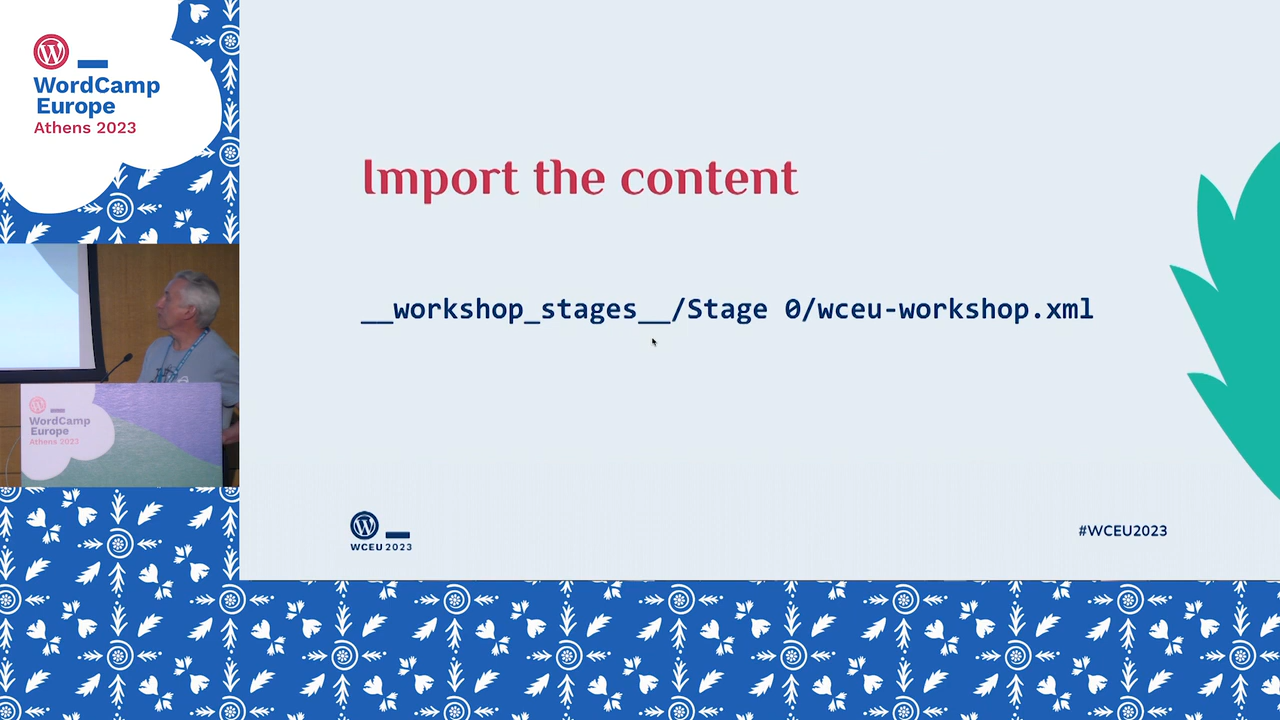 WordCamp
Europe
Athens 2023
Import the content
__workshop_stages__/Stage 0/wceu-workshop.xml
WordCamp
Europe
Athens 2023
WCEU 2023
#WCEU2023